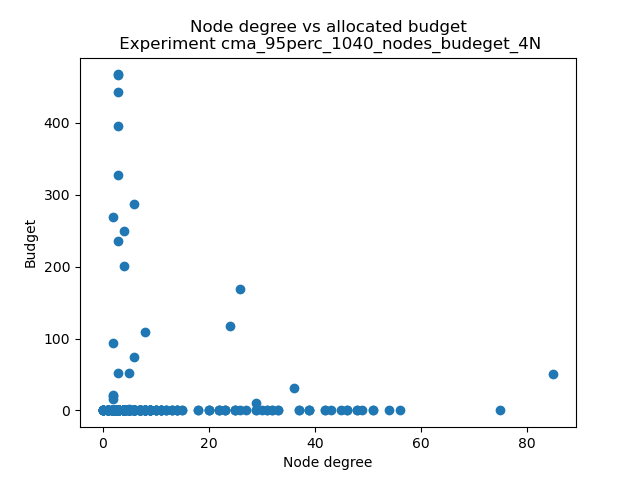 Node degree vs allocated budget
Experiment cma_95perc_1040_nodes_budeget_4N
Budget
400
300
200
100
0
0 20 40 60 80
Node degree